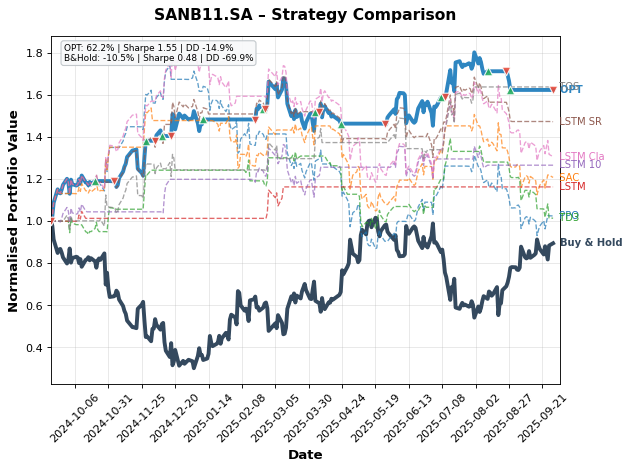 SANB11.SA – Strategy Comparison
OPT: 62.2% | Sharpe 1.55 | DD -14.9%
B&Hold: -10.5% | Sharpe 0.48 | DD -69.9%
Normalised Portfolio Value
1.8
1.6
1.4
1.2
1.0
0.8
0.6
0.4
OPT
LSTM SR
LSTM Cla
LSTM 10
SAC
LSTM
PPO
TD3
Buy & Hold
2024-10-06
2024-10-31
2024-11-25
2024-12-20
2025-01-14
2025-02-08
2025-03-05
2025-03-30
2025-04-24
2025-05-19
2025-06-13
2025-07-08
2025-08-02
2025-08-27
2025-09-21
Date